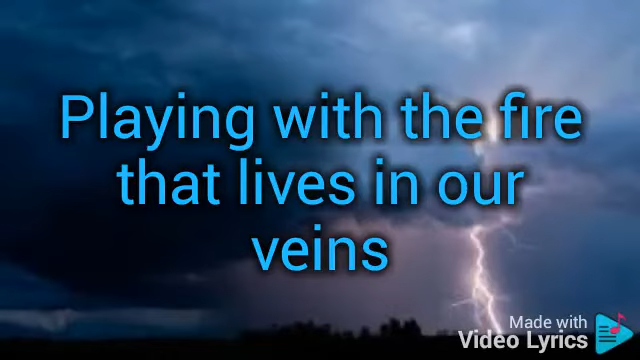 Playing with the fire
that lives in our
veins
Made with
Video Lyrics